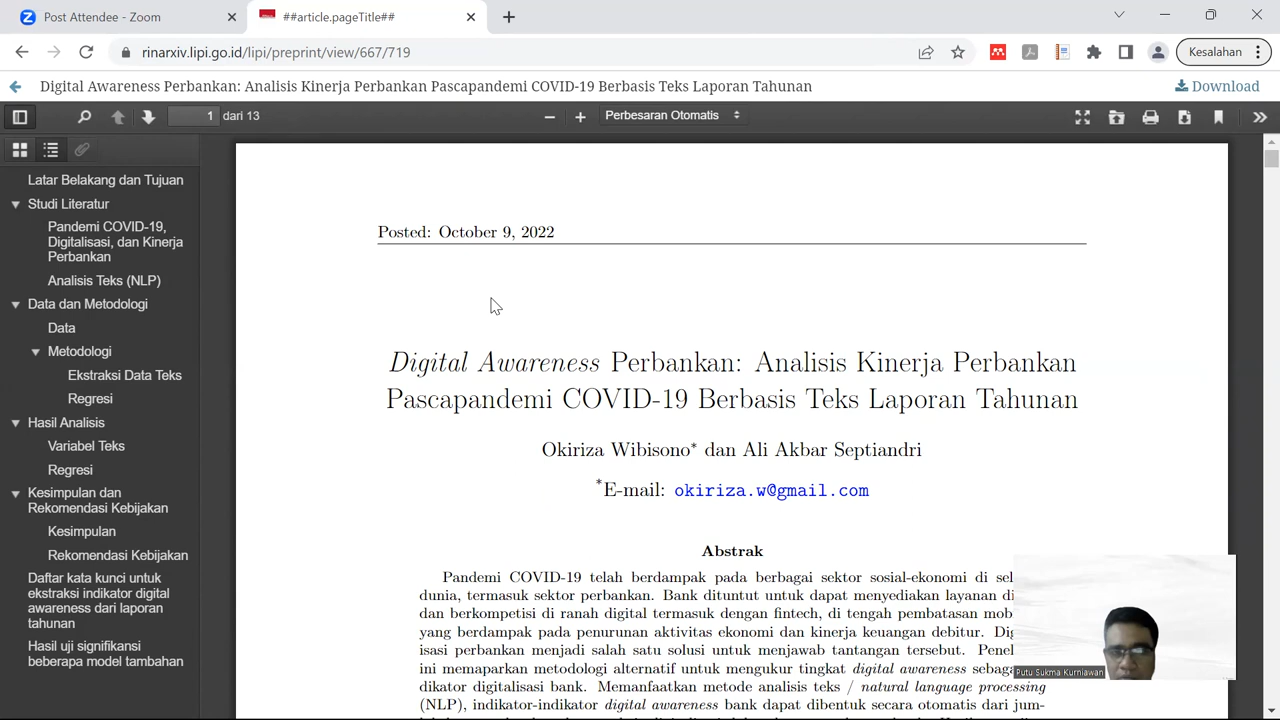 Post Attendee - Zoom
##article.pageTitle##
rinarxiv.lipi.go.id/lipi/preprint/view/667/719
Kesalahan
Digital Awareness Perbankan: Analisis Kinerja Perbankan Pascapandemi COVID-19 Berbasis Teks Laporan Tahunan
Download
1 dari 13
Perbesaran Otomatis
Latar Belakang dan Tujuan
Studi Literatur
Pandemi COVID-19,
Digitalisasi, dan Kinerja
Perbankan
Analisis Teks (NLP)
Data dan Metodologi
Data
Metodologi
Ekstraksi Data Teks
Regresi
Hasil Analisis
Variabel Teks
Regresi
Kesimpulan dan
Rekomendasi Kebijakan
Kesimpulan
Rekomendasi Kebijakan
Daftar kata kunci untuk
ekstraksi indikator digital
awareness dari laporan
tahunan
Hasil uji signifikansi
beberapa model tambahan
Posted: October 9, 2022
Digital Awareness Perbankan: Analisis Kinerja Perbankan
Pascapandemi COVID-19 Berbasis Teks Laporan Tahunan
Okiriza Wibisono* dan Ali Akbar Septiandri
*E-mail: okiriza.w@gmail.com
Abstrak
Pandemi COVID-19 telah berdampak pada berbagai sektor sosial-ekonomi di
dunia, termasuk sektor perbankan. Bank dituntut untuk dapat menyediakan layanan
dan berkompetisi di ranah digital termasuk dengan fintech, di tengah pembatasan
yang berdampak pada penurunan aktivitas ekonomi dan kinerja keuangan debitur.
isasi perbankan menjadi salah satu solusi untuk menjawab tantangan tersebut.
ini memaparkan metodologi alternatif untuk mengukur tingkat digital awareness
dikator digitalisasi bank. Memanfaatkan metode analisis teks / natural language processing
(NLP), indikator-indikator digital awareness bank dapat dibentuk secara otomatis dari jum-
Putu Sukma Kurniawan